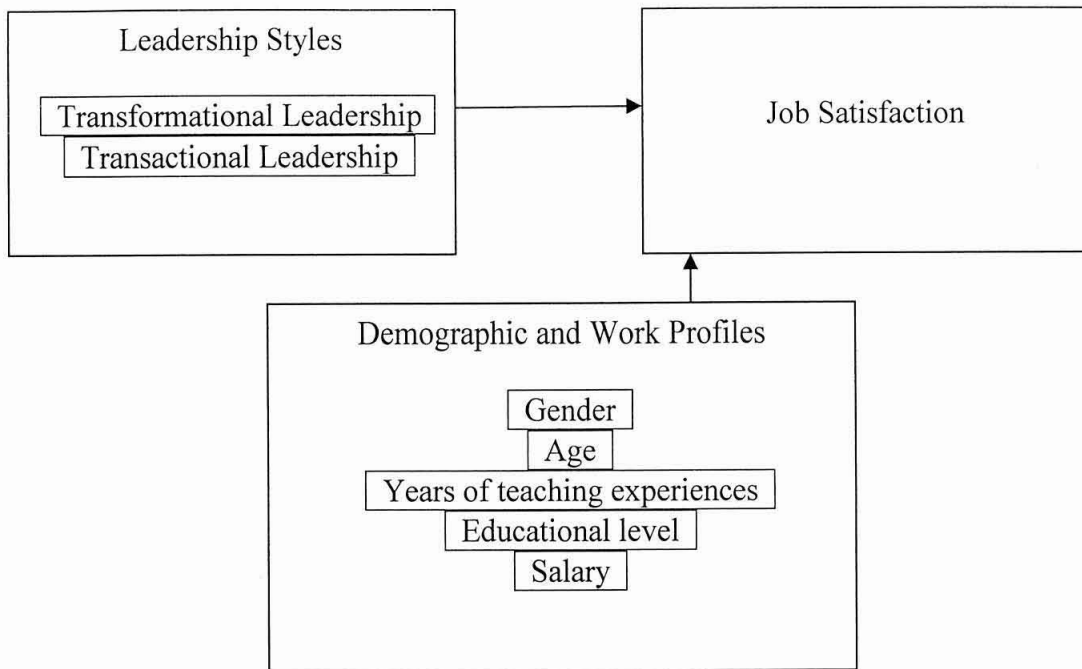 Leadership Styles
Transformational Leadership
Transactional Leadership
Job Satisfaction
Demographic and Work Profiles
Gender
Age
Years of teaching experiences
Educational level
Salary